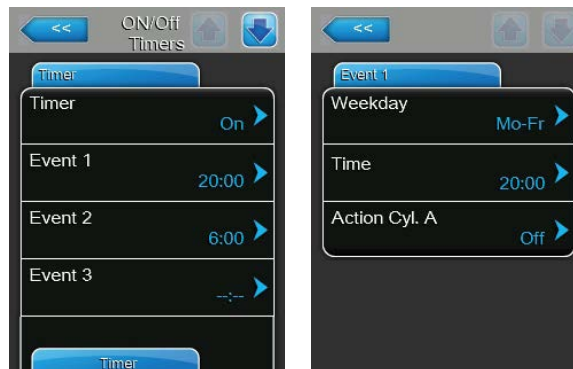 <<
ON/Off
Timers
Timer
Timer
On
Event 1
20:00
Event 2
6:00
Event 3
--:--
Timer
<<
Event 1
Weekday
Mo-Fr
Time
20:00
Action Cyl. A
Off